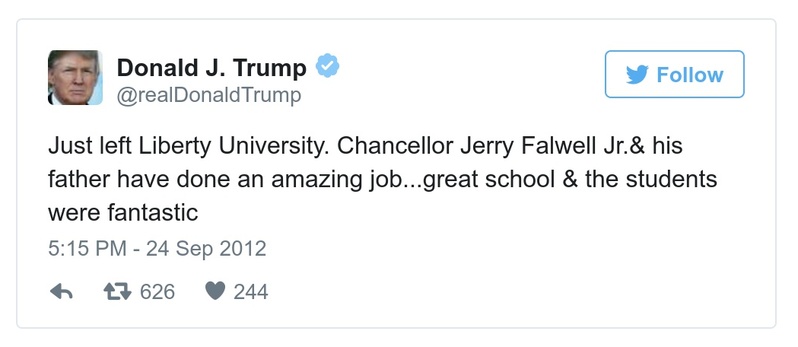 Donald J. Trump
@realDonaldTrump
Follow
Just left Liberty University. Chancellor Jerry Falwell Jr.& his
father have done an amazing job...great school & the students
were fantastic
5:15 PM - 24 Sep 2012
626 244